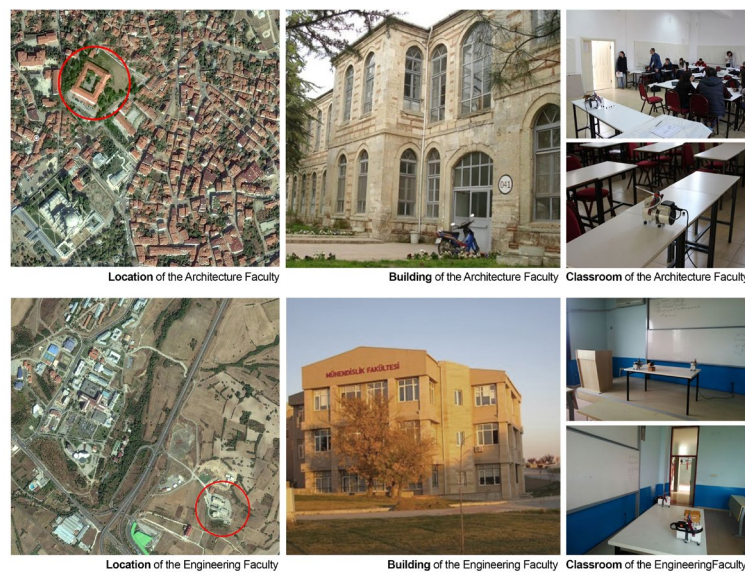 Location of the Architecture Faculty
041
Building of the Architecture Faculty
Classroom of the Architecture Faculty
Location of the Engineering Faculty
MÜHENDİSLİK FAKÜLTESİ
Building of the Engineering Faculty
Classroom of the EngineeringFaculty